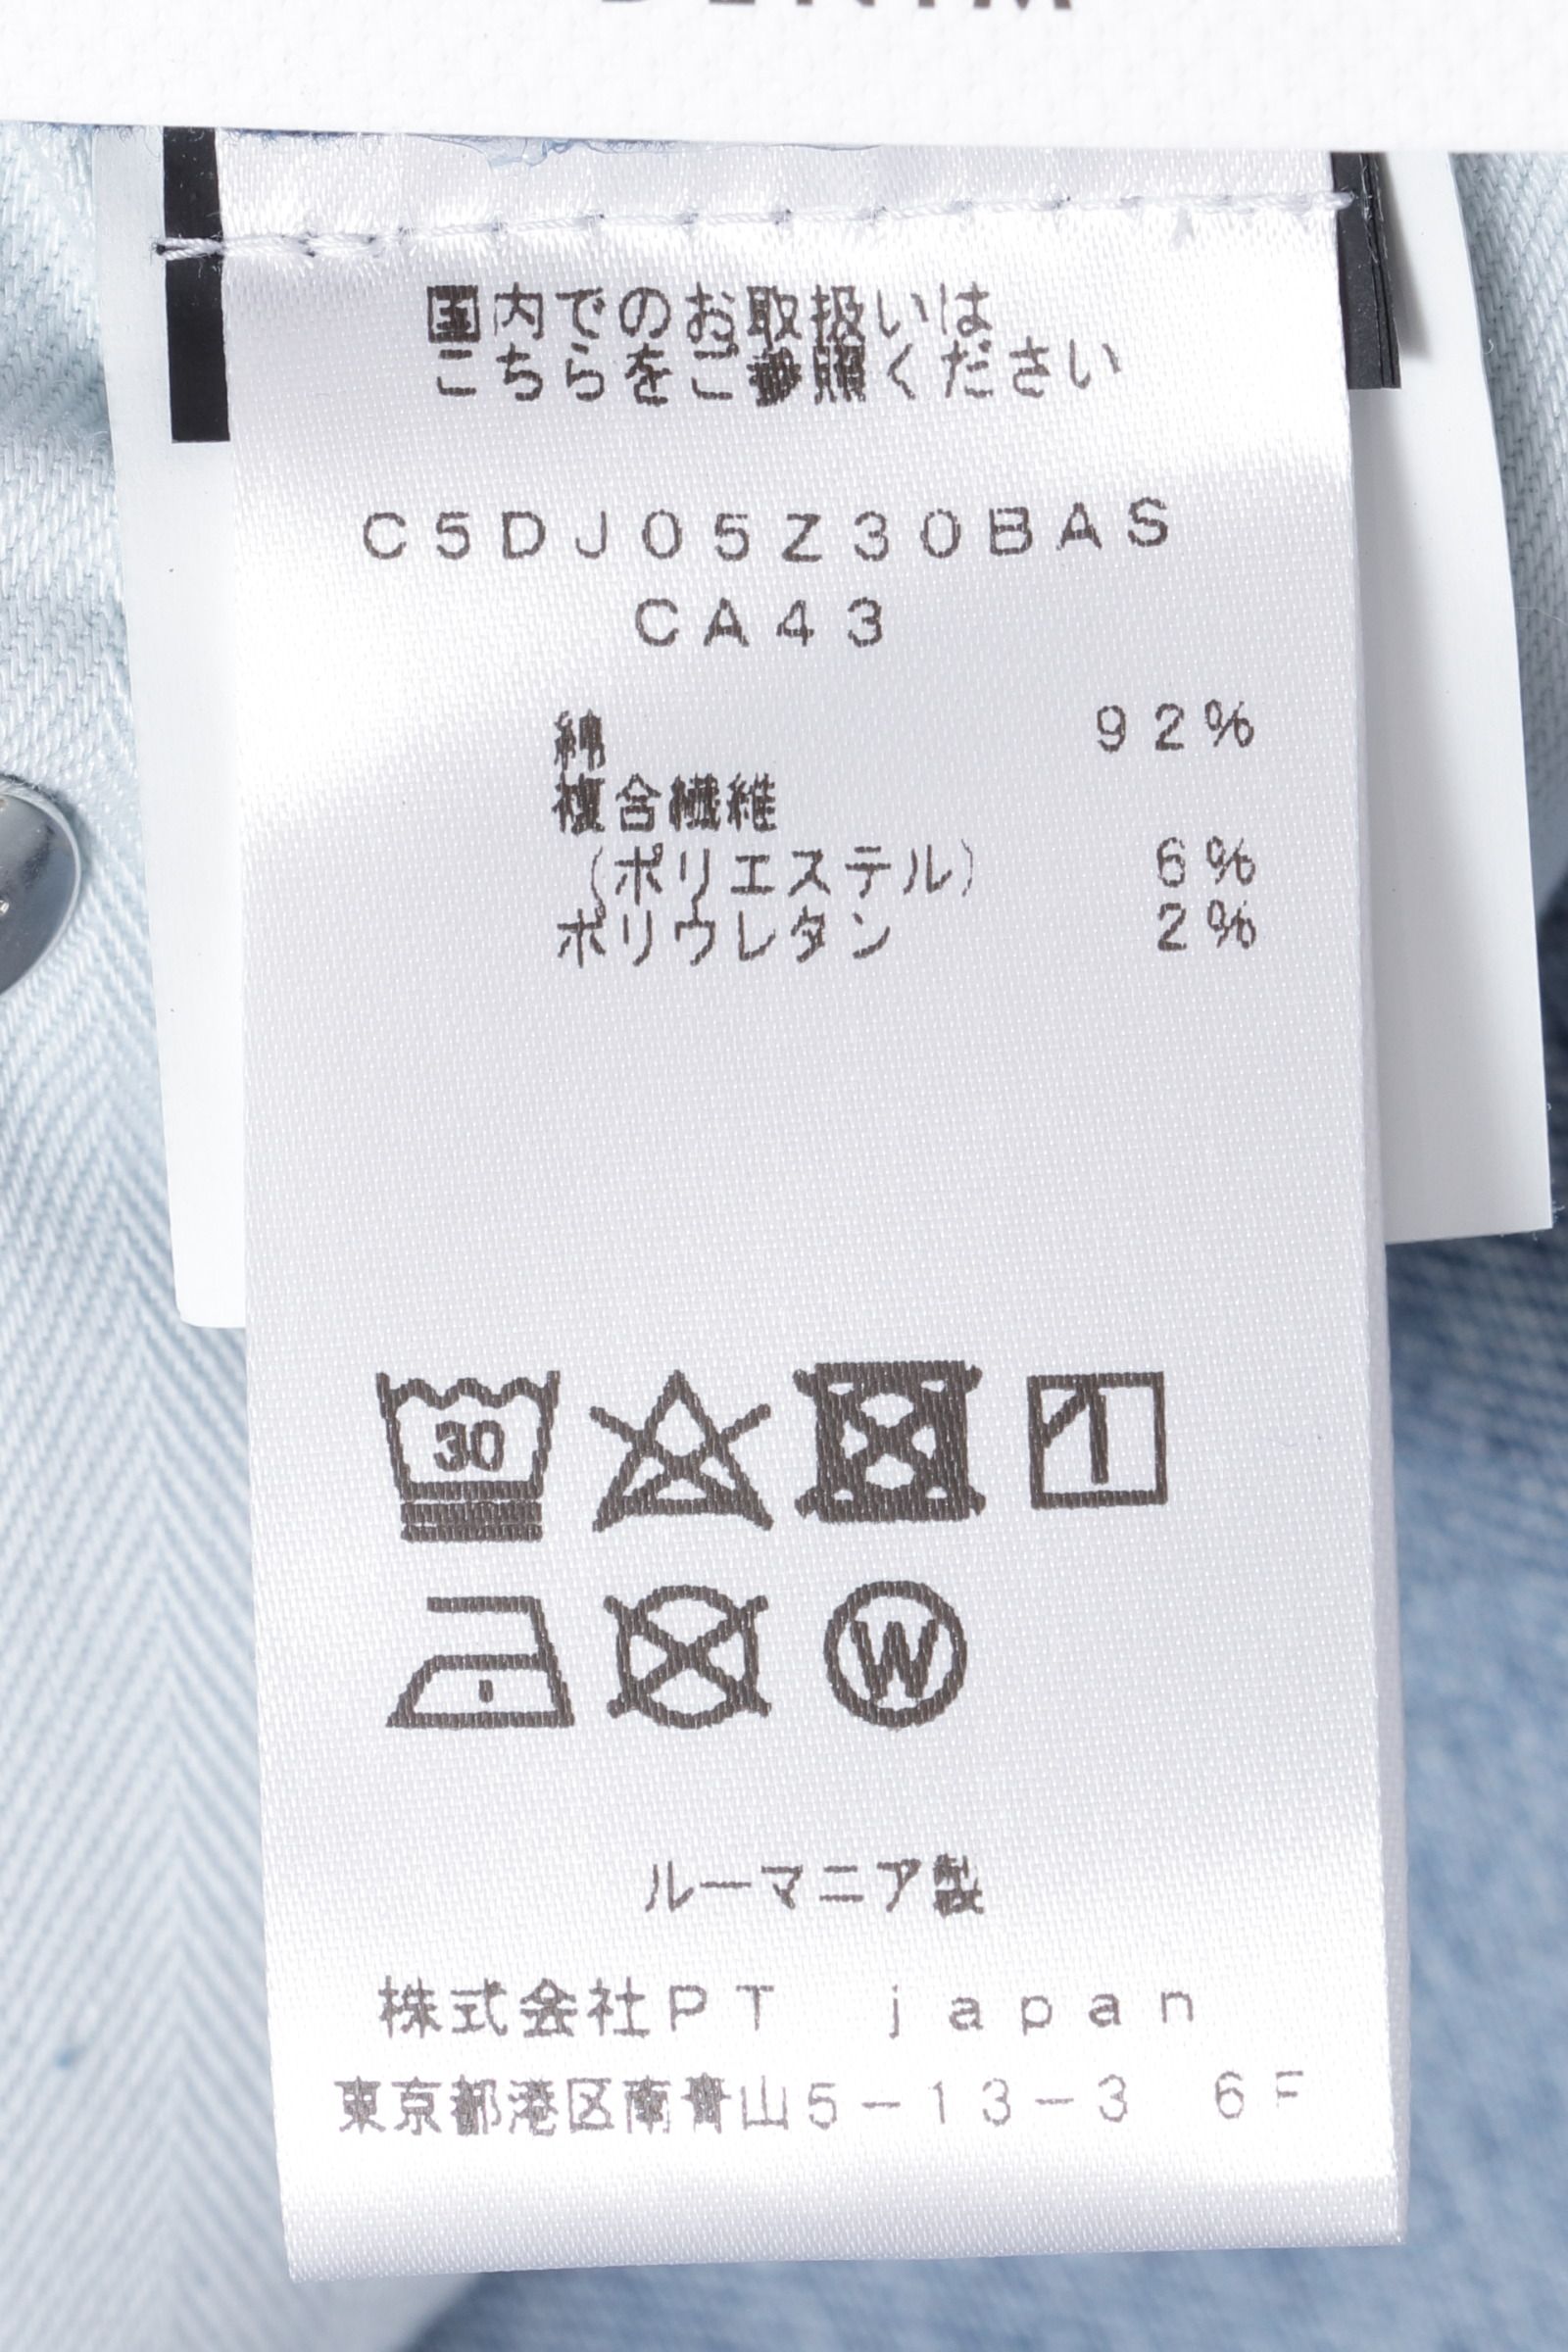 DENIM
国内でのお取扱いは
こちらをご参照ください
C5DJ05Z30BAS
CA43
綿 92%
複合繊維
(ポリエステル) 6%
ポリウレタン 2%
30
W
ルーマニア製
株式会社PT japan
東京都港区南青山5-13-3 6F